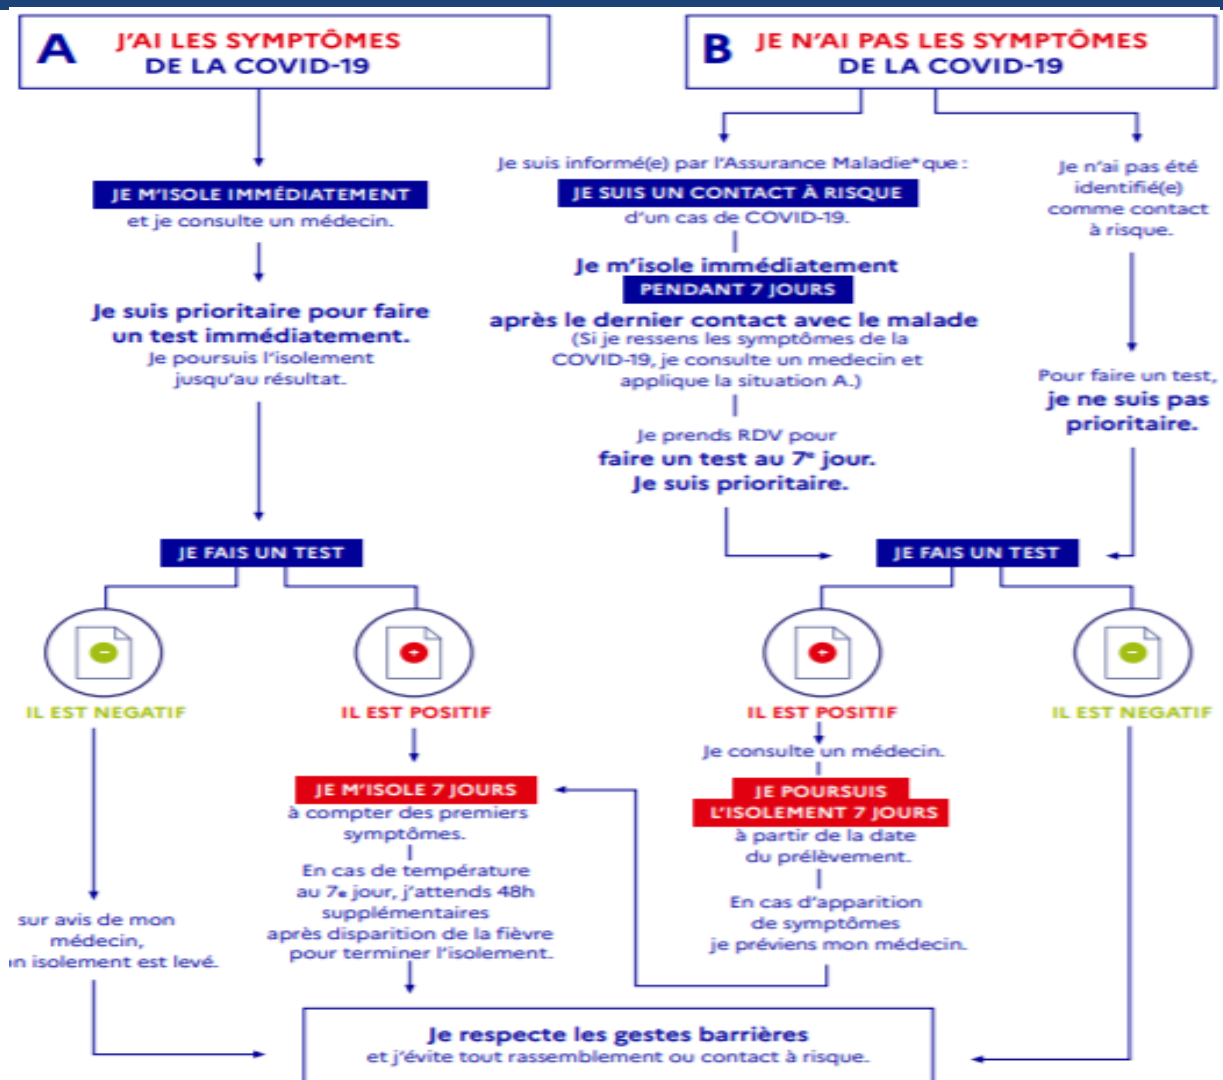 A
J'AI LES SYMPTÔMES
DE LA COVID-19
JE M'ISOLE IMMÉDIATEMENT
et je consulte un médecin.
Je suis prioritaire pour faire
un test immédiatement.
Je poursuis l'isolement
jusqu'au résultat.
JE FAIS UN TEST
IL EST NEGATIF
sur avis de mon
médecin,
isolement est levé.
IL EST POSITIF
JE M'ISOLE 7 JOURS
à compter des premiers
symptômes.
En cas de température
au 7e jour, j'attends 48h
supplémentaires
après disparition de la fièvre
pour terminer l'isolement.
B
JE N'AI PAS LES SYMPTÔMES
DE LA COVID-19
Je suis informé(e) par l'Assurance Maladie* que :
JE SUIS UN CONTACT À RISQUE
d'un cas de COVID-19.
Je m'isole immédiatement
PENDANT 7 JOURS
après le dernier contact avec le malade
(Si je ressens les symptômes de la
COVID-19, je consulte un medecin et
applique la situation A.)
Je prends RDV pour
faire un test au 7e jour.
Je suis prioritaire.
Je n'ai pas été
identifié(e)
comme contact
à risque.
Pour faire un test,
je ne suis pas
prioritaire.
JE FAIS UN TEST
IL EST POSITIF
Je consulte un médecin.
JE POURSUIS
L'ISOLEMENT 7 JOURS
à partir de la date
du prélèvement.
En cas d'apparition
de symptômes
je préviens mon médecin.
IL EST NEGATIF
Je respecte les gestes barrières
et j'évite tout rassemblement ou contact à risque.